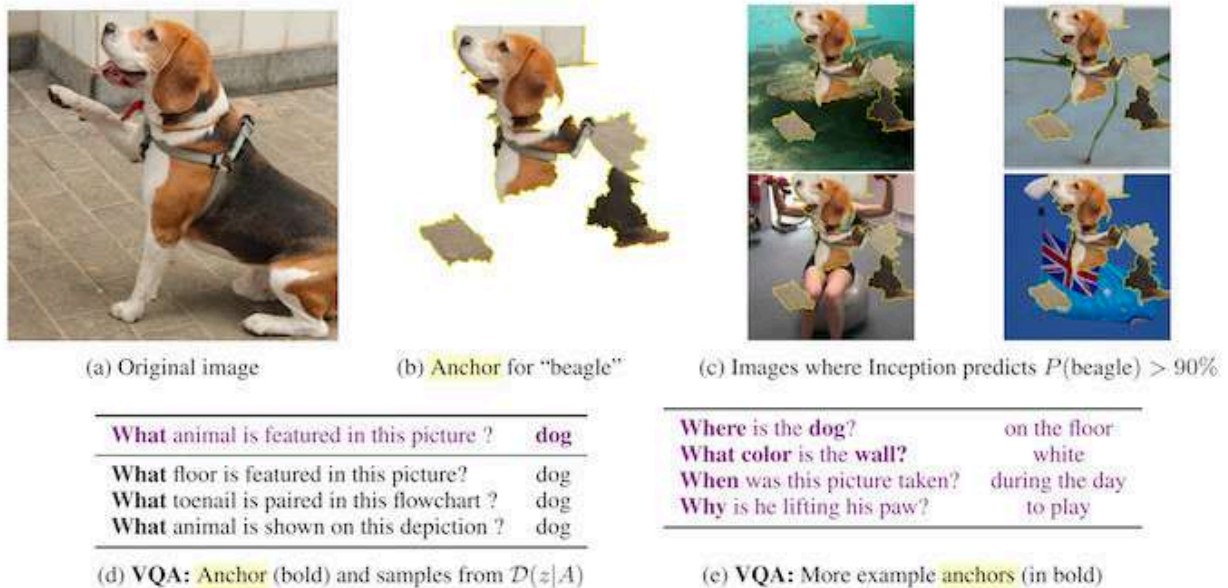 (a) Original image
(b) Anchor for “beagle”
(c) Images where Inception predicts P(beagle) > 90%
What animal is featured in this picture ? dog
What floor is featured in this picture? dog
What toenail is paired in this flowchart ? dog
What animal is shown on this depiction ? dog
(d) VQA: Anchor (bold) and samples from D(z|A)
Where is the dog? on the floor
What color is the wall? white
When was this picture taken? during the day
Why is he lifting his paw? to play
(e) VQA: More example anchors (in bold)